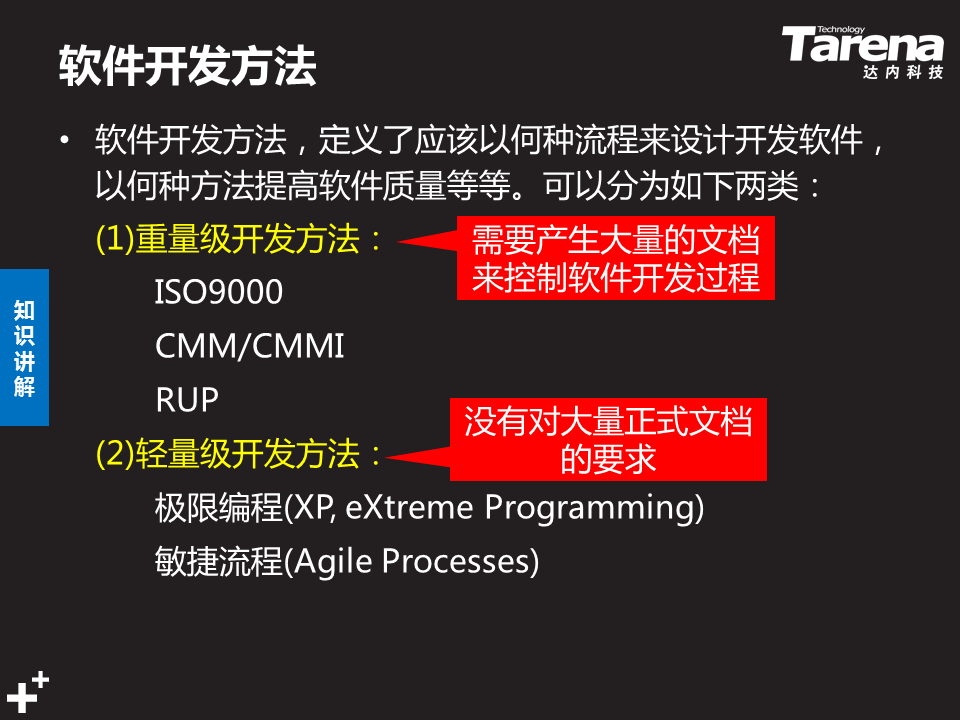 软件开发方法
Technology
Tarena
达内科技
• 软件开发方法，定义了应该以何种流程来设计开发软件，
以何种方法提高软件质量等等。可以分为如下两类：
(1)重量级开发方法：
需要产生大量的文档
来控制软件开发过程
ISO9000
CMM/CMMI
RUP
(2)轻量级开发方法：
没有对大量正式文档
的要求
极限编程(XP, eXtreme Programming)
敏捷流程(Agile Processes)
知
识
讲
解